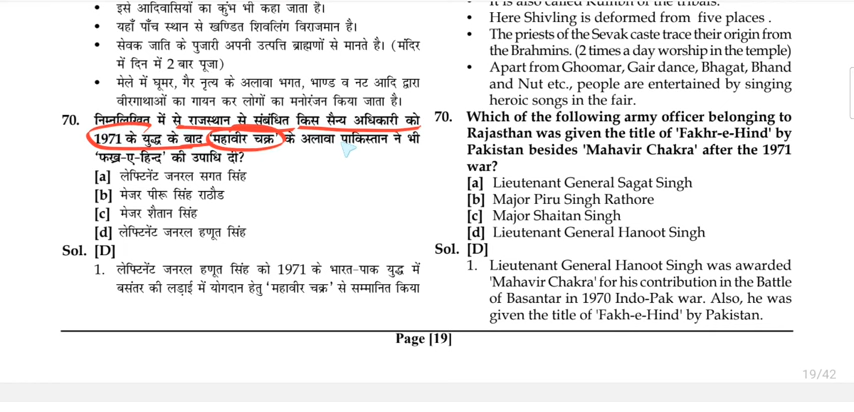 इसे आदिवासियों का कुंभ भी कहा जाता हैं।
• यहाँ पाँच स्थान से खण्डित शिवलिंग विराजमान है।
• सेवक जाति के पुजारी अपनी उत्पत्ति ब्राह्मणों से मानते है। (मंदिर
में दिन में 2 बार पूजा)
• मेले में घूमर, गैर नृत्य के अलावा भगत, भाण्ड व नट आदि द्वारा
वीरगाथाओं का गायन कर लोगों का मनोरंजन किया जाता हैं।
70. निम्नलिखित में से राजस्थान से संबंधित किस सैन्य अधिकारी को
1971 के युद्ध के बाद 'महावीर चक्र' के अलावा पाकिस्तान ने भी
'फख्र-ए-हिन्द' की उपाधि दी?
[a] लेफ्टिनेंट जनरल सगत सिंह
[b] मेजर पीरू सिंह राठौड
[c] मेजर शैतान सिंह
[d] लेफ्टिनेंट जनरल हणूत सिंह
Sol. [D]
1. लेफ्टिनेंट जनरल हणूत सिंह को 1971 के भारत-पाक युद्ध में
बसंतर की लड़ाई में योगदान हेतु 'महावीर चक्र' से सम्मानित किया
• It is also called Kumbh of the tribals.
• Here Shivling is deformed from five places .
• The priests of the Sevak caste trace their origin from
the Brahmins. (2 times a day worship in the temple)
• Apart from Ghoomar, Gair dance, Bhagat, Bhand
and Nut etc., people are entertained by singing
heroic songs in the fair.
70. Which of the following army officer belonging to
Rajasthan was given the title of 'Fakhr-e-Hind' by
Pakistan besides 'Mahavir Chakra' after the 1971
war?
[a] Lieutenant General Sagat Singh
[b] Major Piru Singh Rathore
[c] Major Shaitan Singh
[d] Lieutenant General Hanoot Singh
Sol. [D]
1. Lieutenant General Hanoot Singh was awarded
'Mahavir Chakra' for his contribution in the Battle
of Basantar in 1970 Indo-Pak war. Also, he was
given the title of 'Fakh-e-Hind' by Pakistan.
Page [19]
19/42